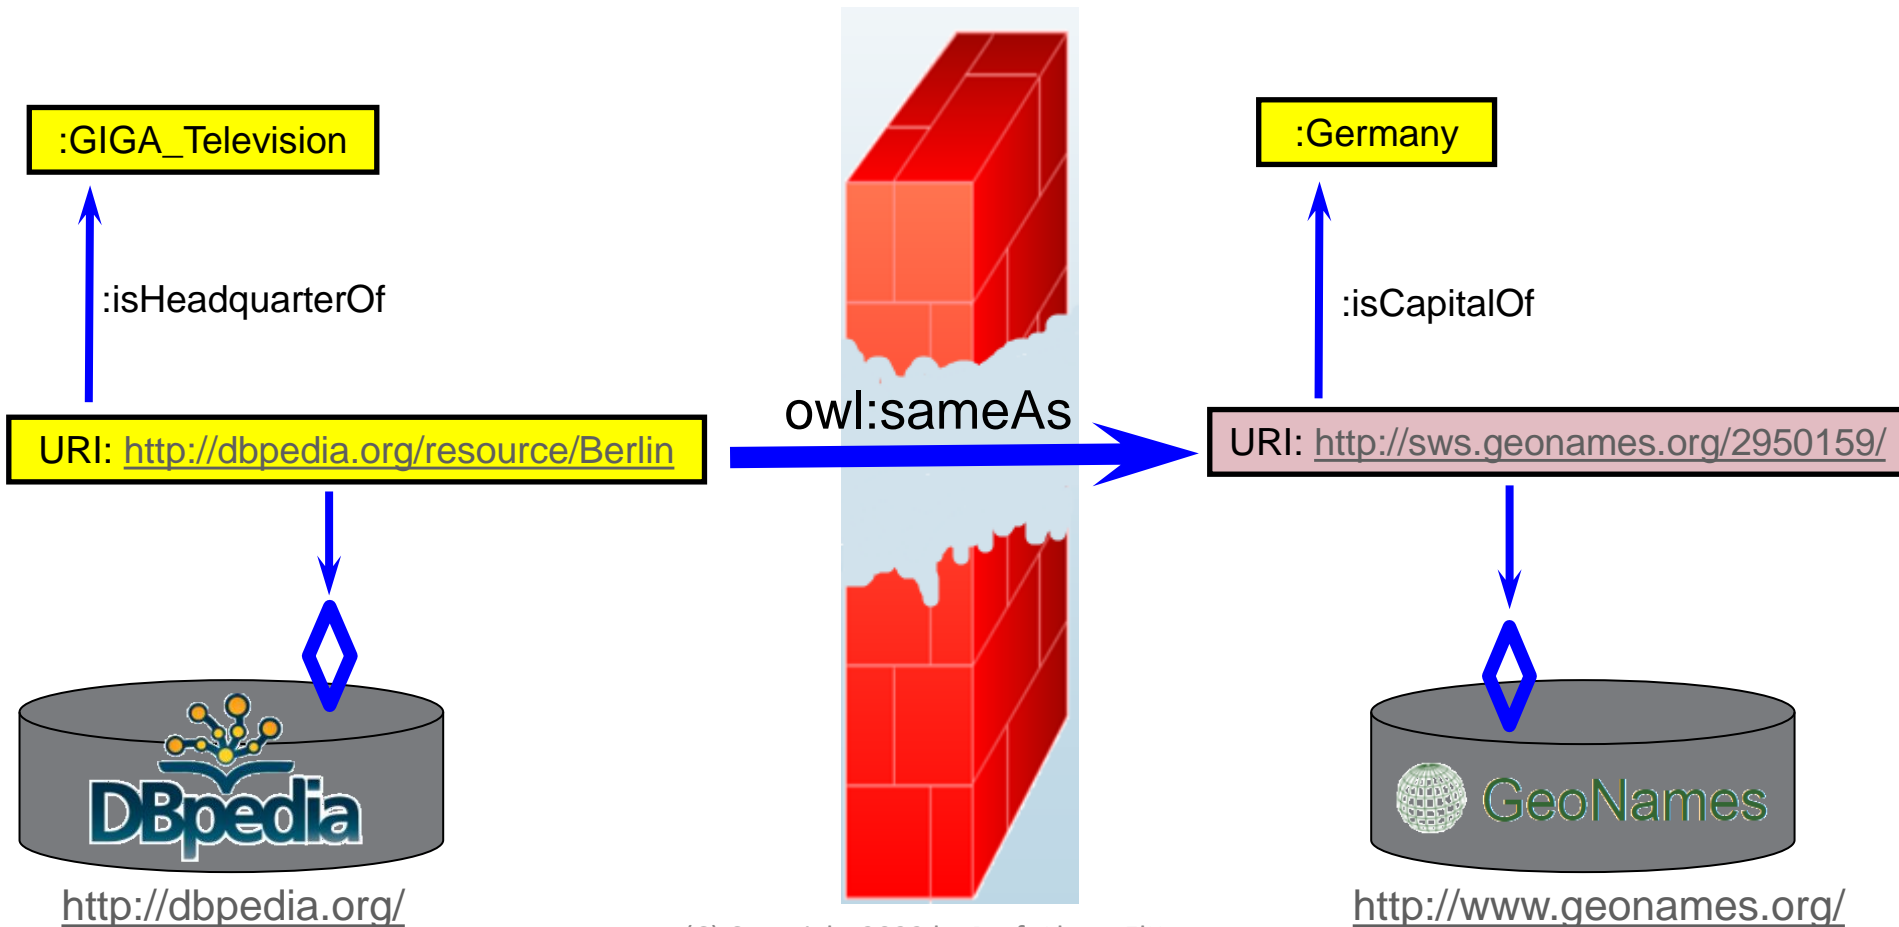 :GIGA_Television
:Germany
:isHeadquarterOf
:isCapitalOf
owl:sameAs
URI: http://dbpedia.org/resource/Berlin
URI: http://sws.geonames.org/2950159/
DBpedia
GeoNames
http://dbpedia.org/
http://www.geonames.org/